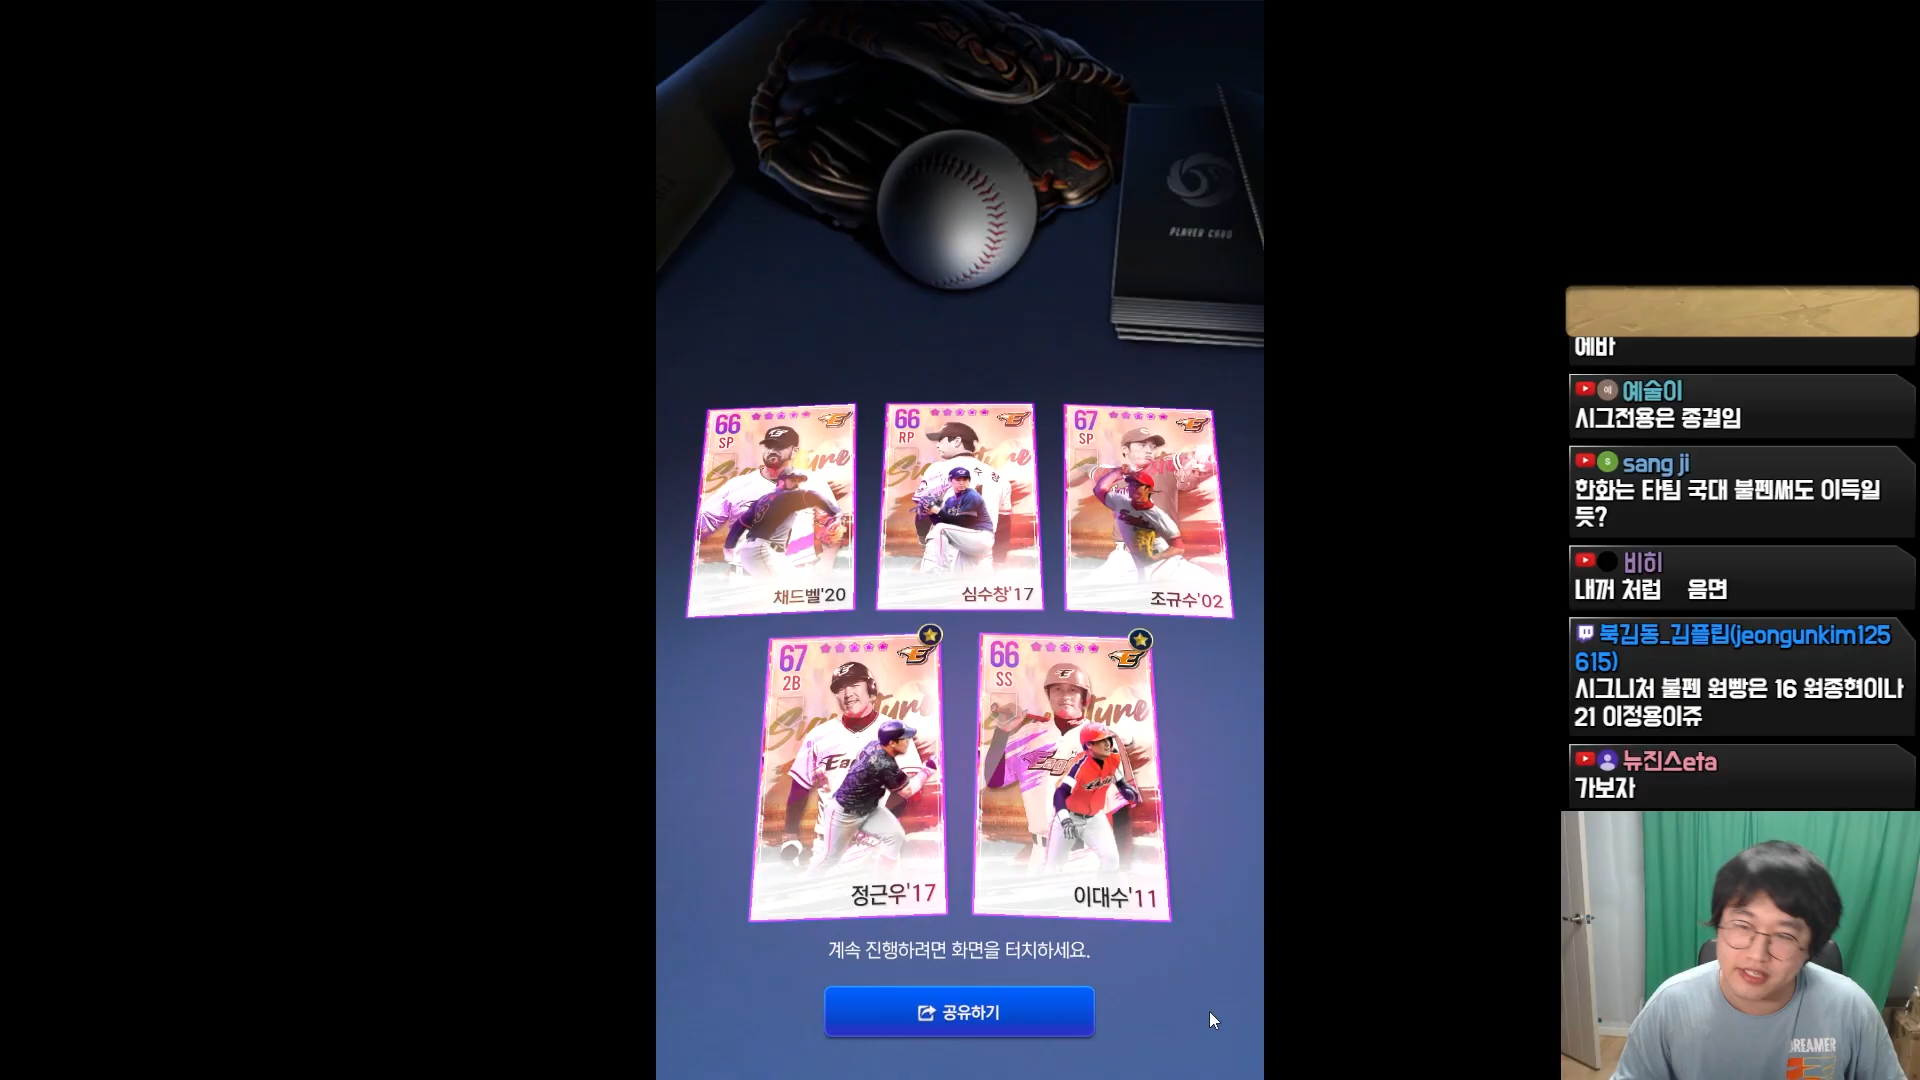 PLAYER CARD
66
SP
채드벨'20
66
RP
심수창'17
67
SP
조규수'02
67
2B
정근우'17
66
SS
이대수'11
계속 진행하려면 화면을 터치하세요.
공유하기
에바
예술이
시그전용은 종결임
sang ji
한화는 타팀 국대 불펜써도 이득일
듯?
비히
내꺼 처럼 음면
북김동_김플립(jeongunkim125
615)
시그니처 불펜 원빵은 16 원종현이나
21 이정용이쥬
뉴진스eta
가보자
DREAMER